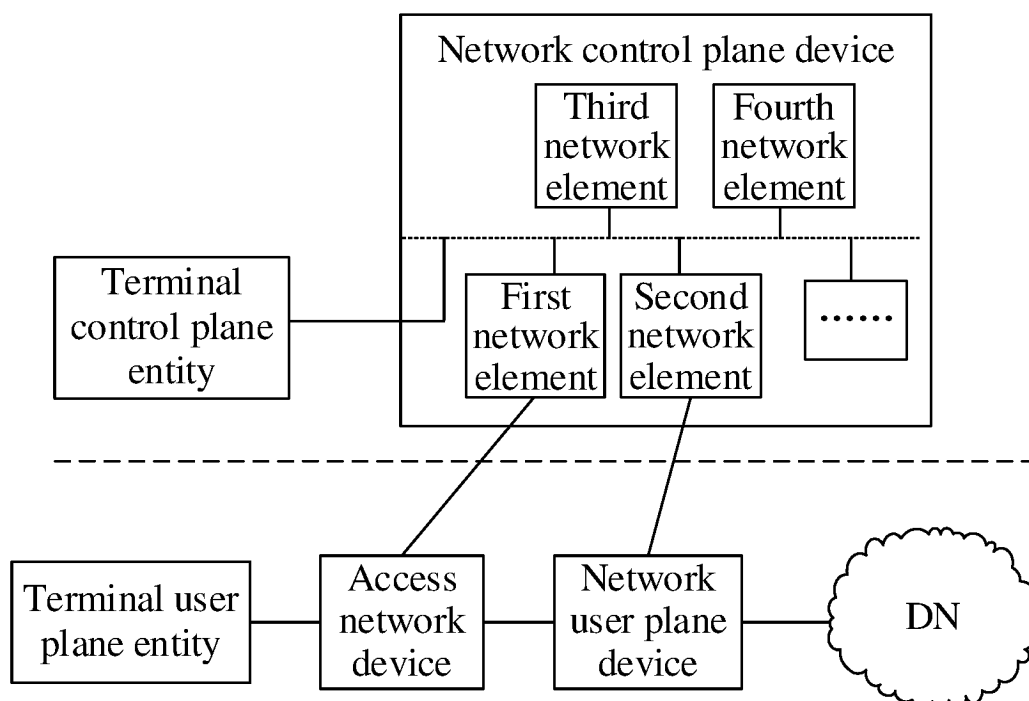 Network control plane device
Third
network
element
Fourth
network
element
Terminal
control plane
entity
First
network
element
Second
network
element
......
Terminal user
plane entity
Access
network
device
Network
user plane
device
DN